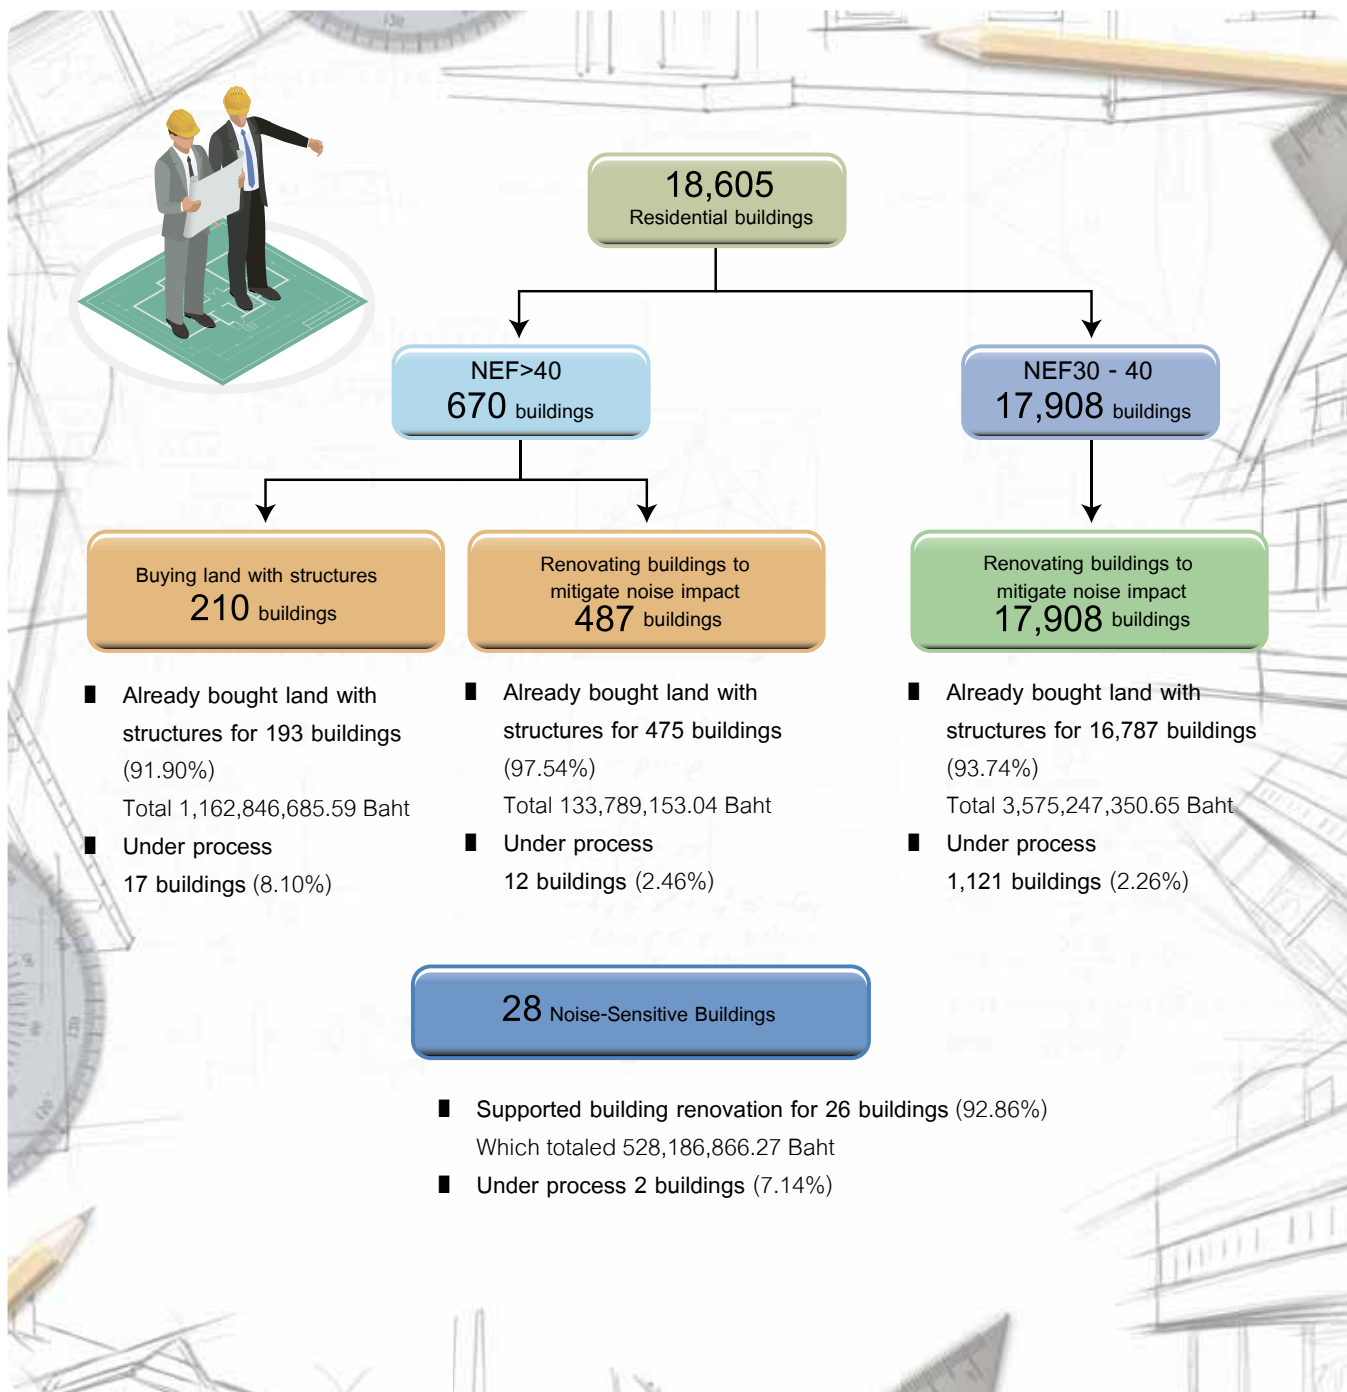 18,605
Residential buildings
NEF>40
670 buildings
NEF30 - 40
17,908 buildings
Buying land with structures
210 buildings
Renovating buildings to
mitigate noise impact
487 buildings
Renovating buildings to
mitigate noise impact
17,908 buildings
Already bought land with
structures for 193 buildings
(91.90%)
Total 1,162,846,685.59 Baht
Under process
17 buildings (8.10%)
Already bought land with
structures for 475 buildings
(97.54%)
Total 133,789,153.04 Baht
Under process
12 buildings (2.46%)
Already bought land with
structures for 16,787 buildings
(93.74%)
Total 3,575,247,350.65 Baht
Under process
1,121 buildings (2.26%)
28 Noise-Sensitive Buildings
Supported building renovation for 26 buildings (92.86%)
Which totaled 528,186,866.27 Baht
Under process 2 buildings (7.14%)